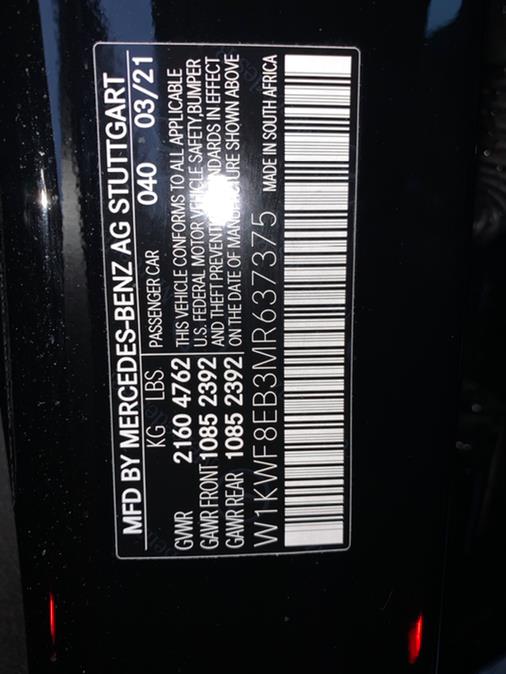 MFD BY MERCEDES-BENZ AG STUTTGART
KG LBS PASSENGER CAR 040 03/21
GVWR 2160 4762 THIS VEHICLE CONFORMS TO ALL APPLICABLE
GAWR FRONT 1085 2392 U.S. FEDERAL MOTOR VEHICLE SAFETY, BUMPER
AND THEFT PREVENTION STANDARDS IN EFFECT
GAWR REAR 1085 2392 ON THE DATE OF MANUFACTURE SHOWN ABOVE
W1KWF8EB3MR637375 MADE IN SOUTH AFRICA